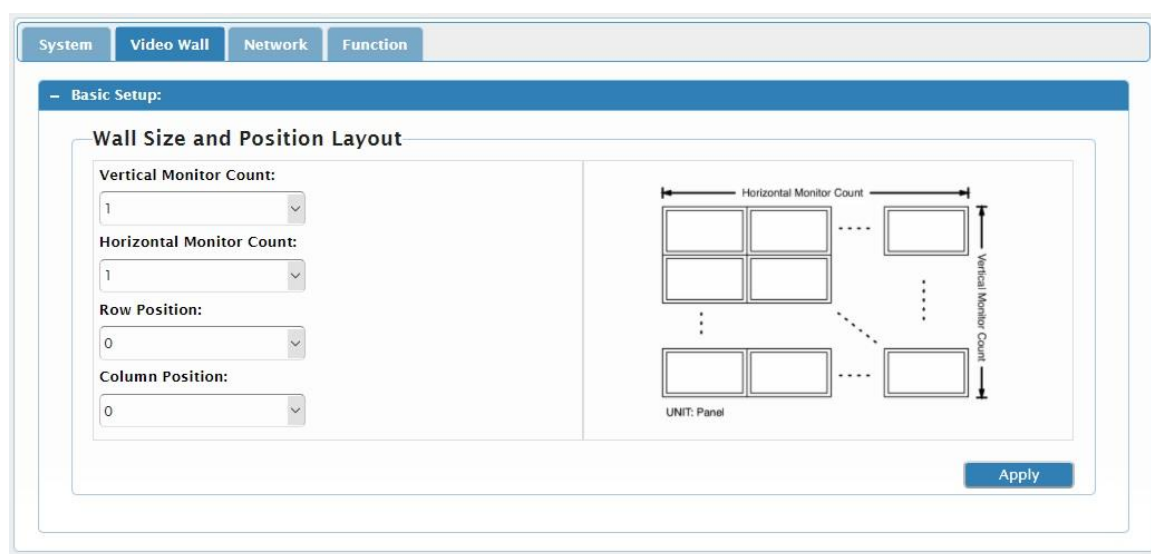 System Video Wall Network Function
– Basic Setup:
Wall Size and Position Layout
Vertical Monitor Count:
1
Horizontal Monitor Count:
1
Row Position:
0
Column Position:
0
Horizontal Monitor Count
Vertical Monitor Count
UNIT: Panel
Apply